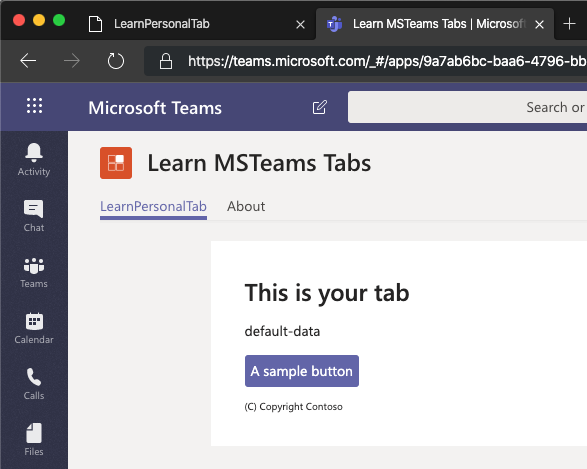 LearnPersonalTab
Learn MSTeams Tabs | Microsoft
https://teams.microsoft.com/_#/apps/9a7ab6bc-baa6-4796-bb
Microsoft Teams
Search or
Activity
Chat
Teams
Calendar
Calls
Files
Learn MSTeams Tabs
LearnPersonalTab About
This is your tab
default-data
A sample button
(C) Copyright Contoso